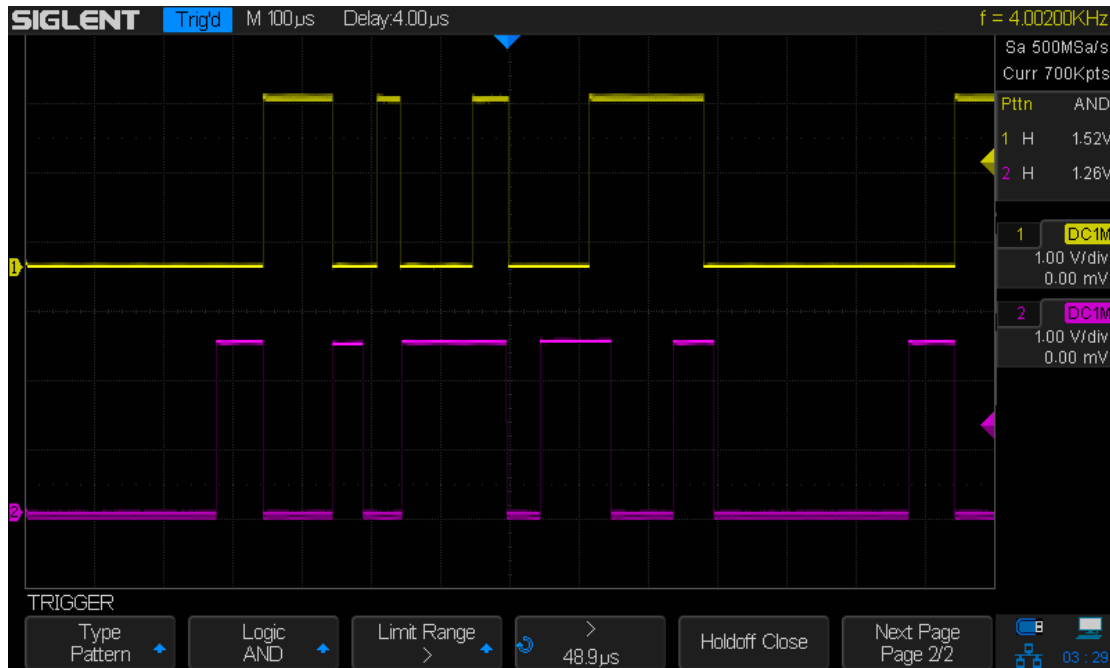 SIGLENT Trig'd M 100µs Delay:4.00µs f = 4.00200KHz
Sa 500MSa/s
Curr 700Kpts
Pttn AND
1 H 1.52V
2 H 1.26V
1 DC1M
1.00 V/div
0.00 mV
2 DC1M
1.00 V/div
0.00 mV
1
2
TRIGGER
Type Logic Limit Range > Holdoff Close Next Page
Pattern AND > 48.9µs Page 2/2
03:29